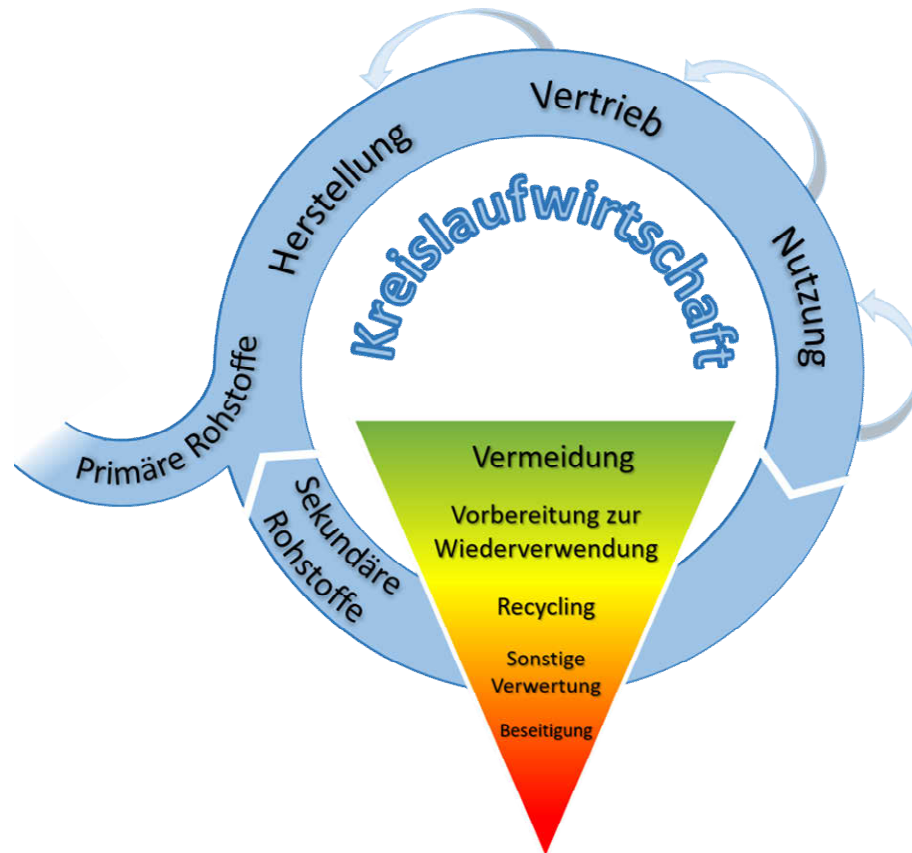 Vertrieb
Herstellung
Kreislaufwirtschaft
Nutzung
Primäre Rohstoffe
Sekundäre
Rohstoffe
Vermeidung
Vorbereitung zur
Wiederverwendung
Recycling
Sonstige
Verwertung
Beseitigung